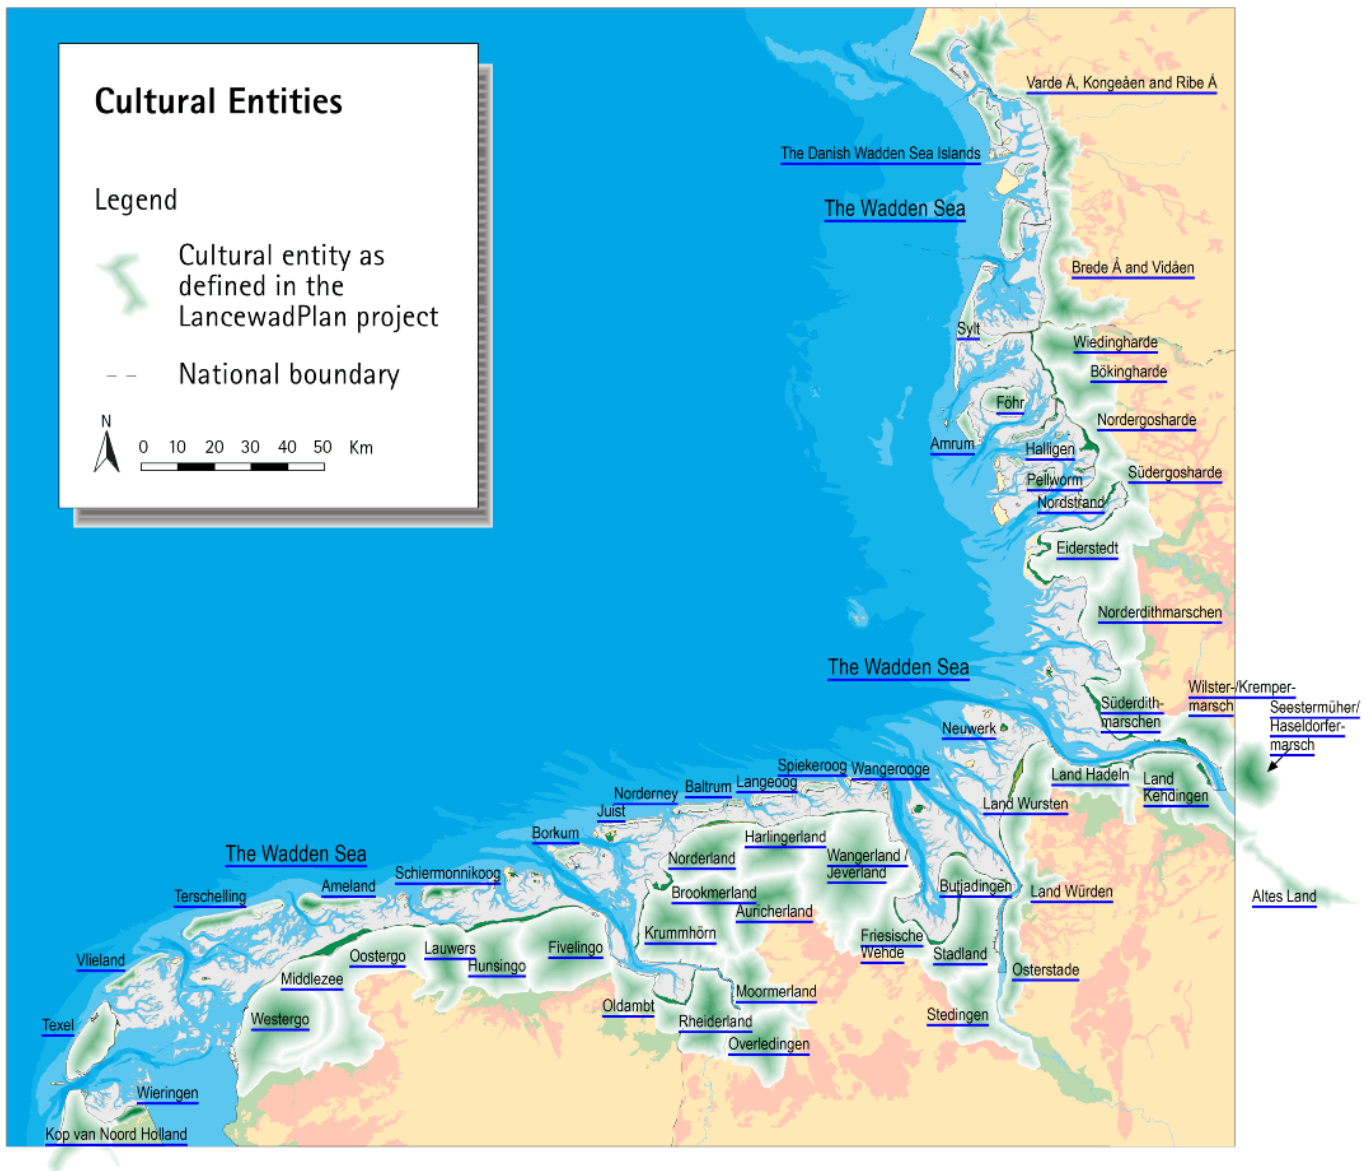 Cultural Entities
Legend
Cultural entity as
defined in the
LancewadPlan project
National boundary
N
0 10 20 30 40 50 Km
Varde Å, Kongeåen and Ribe Å
The Danish Wadden Sea Islands
The Wadden Sea
Brede Å and Vidåen
Sylt
Wiedingharde
Bökingharde
Föhr
Nordergosharde
Amrum
Halligen
Südergosharde
Pellworm
Nordstrand
Eiderstedt
Norderdithmarschen
The Wadden Sea
Wilster-/Kremper-
marsch
Seestermüher/
Haseldorfer-
marsch
Süderdith-
marschen
Neuwerk
Land Hadeln
Land
Kehdingen
Land Wursten
Spiekeroog
Wangerooge
Langeoog
Baltrum
Norderney
Juist
Borkum
Harlingerland
Norderland
Wangerland /
Jeverland
Brookmerland
Butjadingen
Land Würden
Altes Land
Auricherland
Krummhörn
Friesische
Wehde
Stadland
Osterstade
Stedingen
Moormerland
Rheiderland
Overledingen
Oldambt
The Wadden Sea
Schiermonnikoog
Ameland
Terschelling
Fivelingo
Lauwers
Hunsingo
Oostergo
Middlezee
Vlieland
Westergo
Texel
Wieringen
Kop van Noord Holland